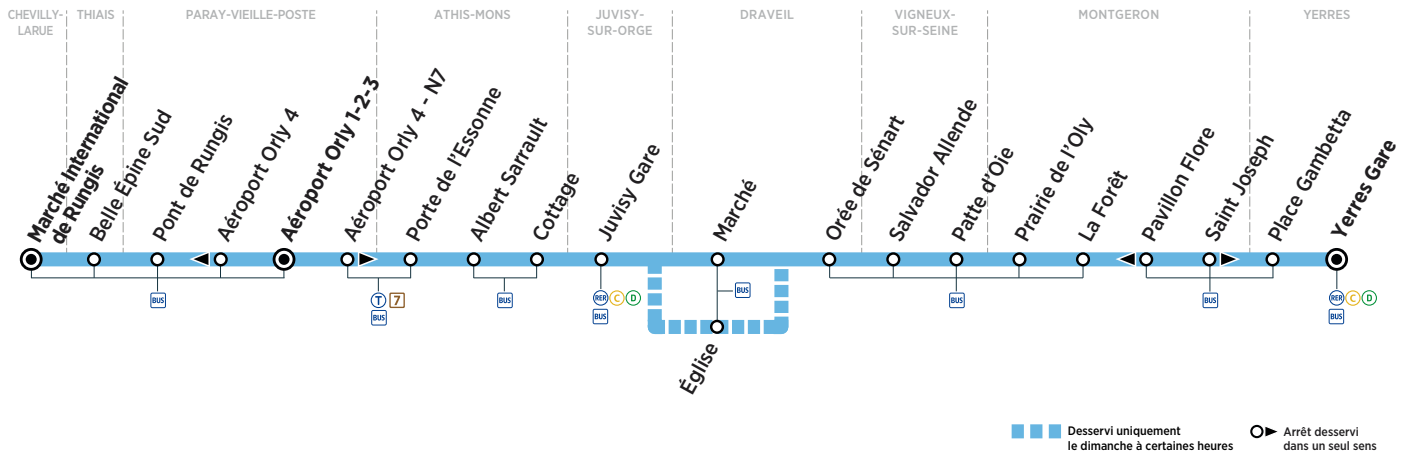 CHEVILLY-
LARUE
THIAIS
PARAY-VIEILLE-POSTE
ATHIS-MONS
JUVISY-
SUR-ORGE
DRAVEIL
VIGNEUX-
SUR-SEINE
MONTGERON
YERRES
Marché International
de Rungis
Belle Épine Sud
Pont de Rungis
Aéroport Orly 4
Aéroport Orly 1-2-3
Aéroport Orly 4 - N7
Porte de l'Essonne
Albert Sarrault
Cottage
Juvisy Gare
Marché
Orée de Sénart
Salvador Allende
Patte d'Oie
Prairie de l'Oly
La Forêt
Pavillon Flore
Saint Joseph
Place Gambetta
Yerres Gare
BUS
T 7
BUS
BUS
RER C D
BUS
BUS
Église
BUS
BUS
RER C D
BUS
Desservi uniquement
le dimanche à certaines heures
Arrêt desservi
dans un seul sens